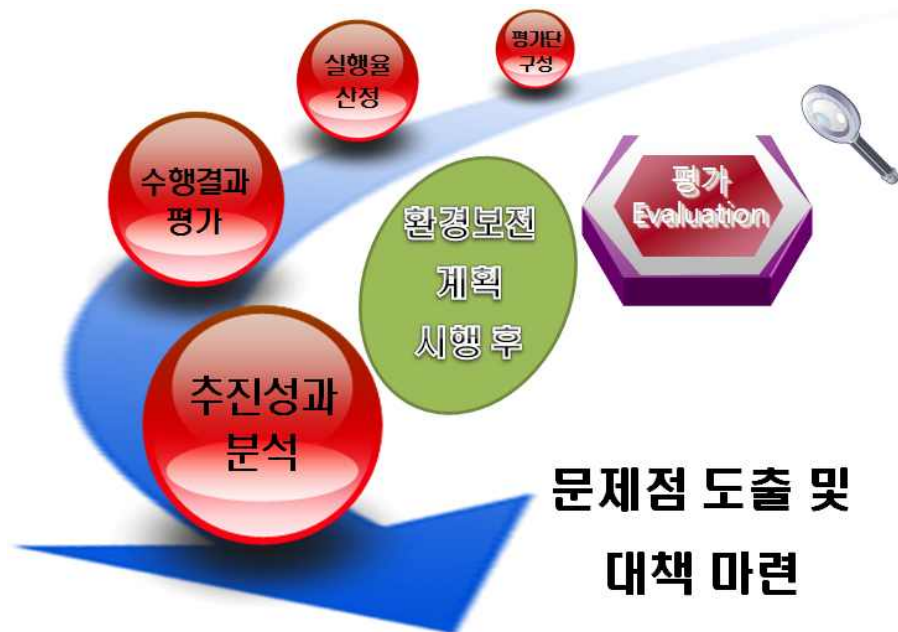 평가단
구성
실행율
산정
수행결과
평가
추진성과
분석
환경보전
계획
시행 후
평가
Evaluation
문제점 도출 및
대책 마련